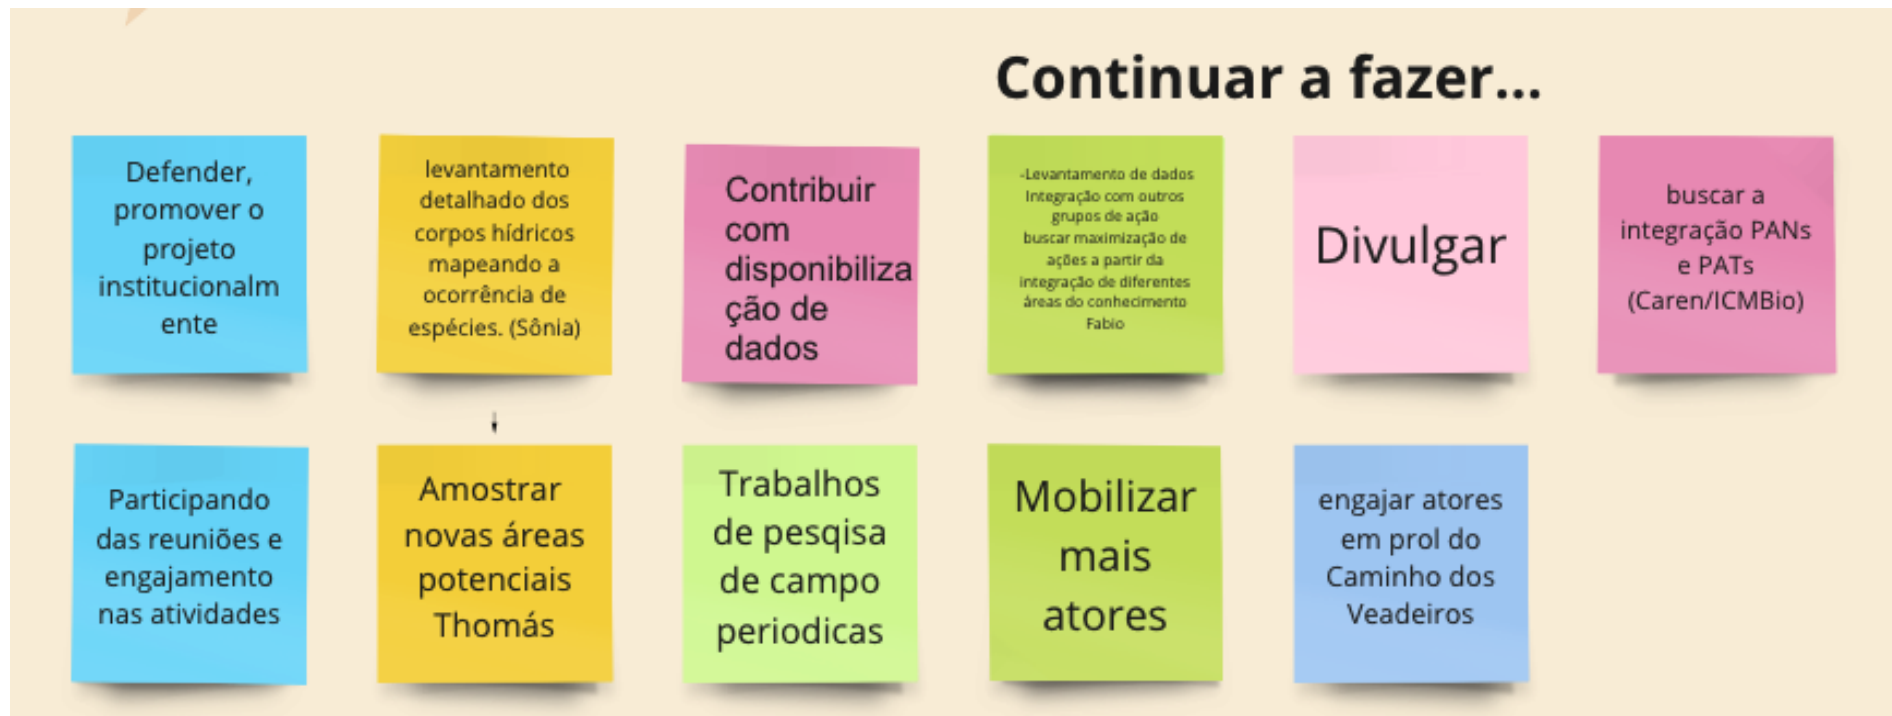 Continuar a fazer...
Defender,
promover o
projeto
institucionalm
ente
levantamento
detalhado dos
corpos hídricos
mapeando a
ocorrência de
espécies. (Sônia)
Contribuir
com
disponibiliza
ção de
dados
-Levantamento de dados
Integração com outros
grupos de ação
buscar maximização de
ações a partir da
integração de diferentes
áreas do conhecimento
Fabio
Divulgar
buscar a
integração PANs
e PATs
(Caren/ICMBio)
Participando
das reuniões e
engajamento
nas atividades
Amostrar
novas áreas
potenciais
Thomás
Trabalhos
de pesqisa
de campo
periodicas
Mobilizar
mais
atores
engajar atores
em prol do
Caminho dos
Veadeiros